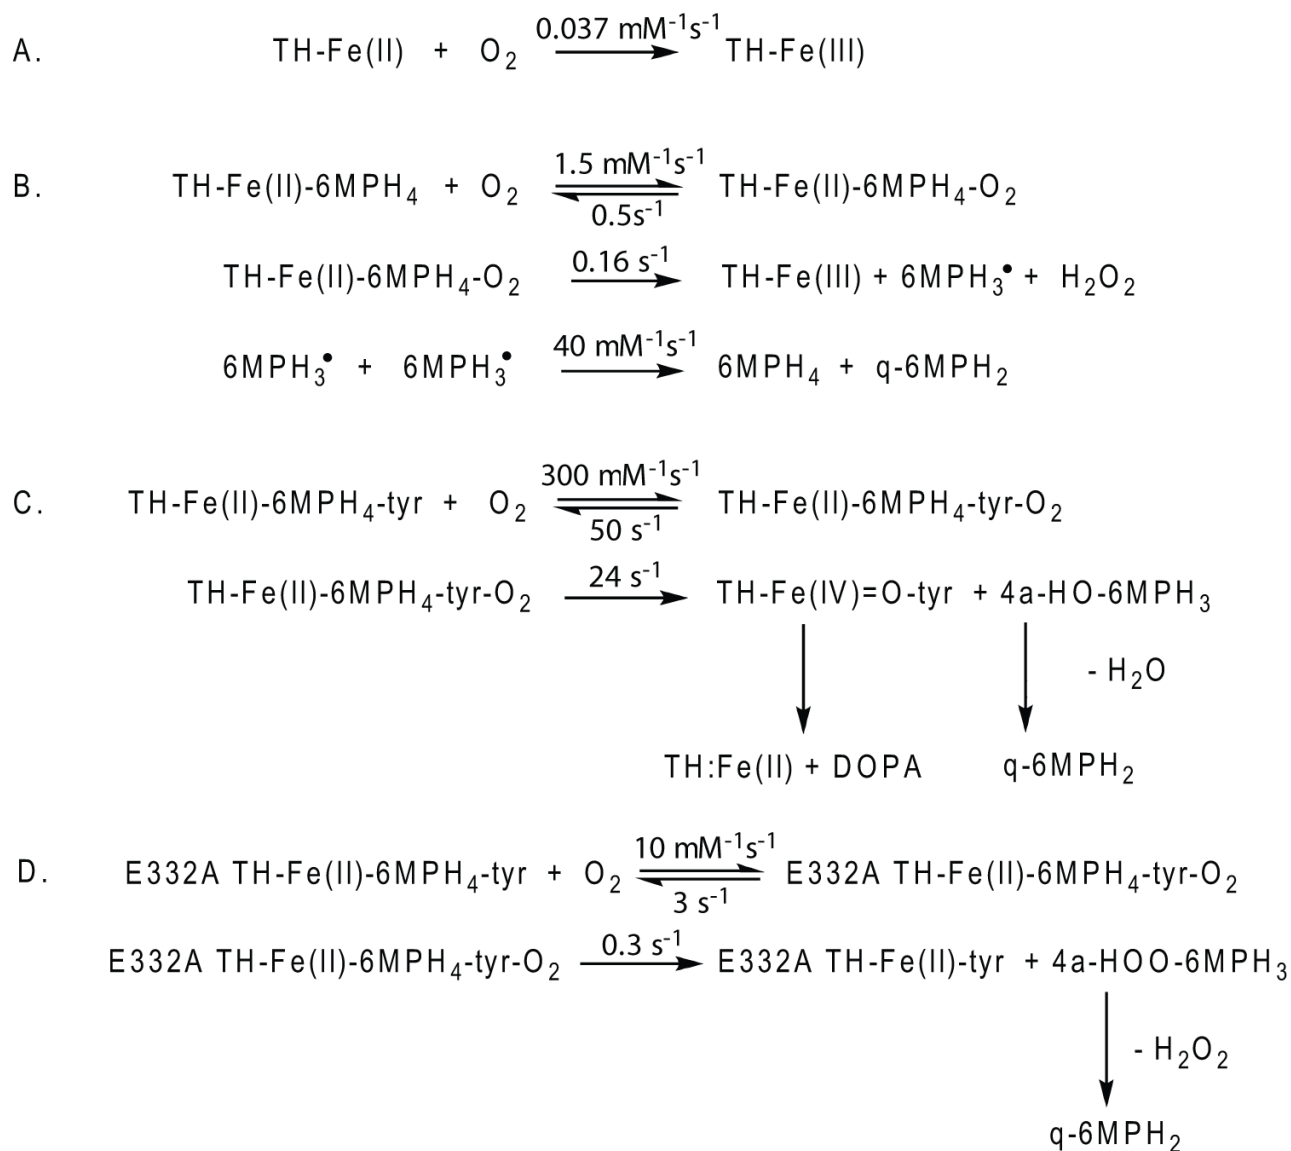 A. TH-Fe(II) + O₂ 0.037 mM⁻¹s⁻¹ TH-Fe(III)
B. TH-Fe(II)-6MPH₄ + O₂ 1.5 mM⁻¹s⁻¹ 0.5s⁻¹ TH-Fe(II)-6MPH₄-O₂
TH-Fe(II)-6MPH₄-O₂ 0.16 s⁻¹ TH-Fe(III) + 6MPH₃• + H₂O₂
6MPH₃• + 6MPH₃• 40 mM⁻¹s⁻¹ 6MPH₄ + q-6MPH₂
C. TH-Fe(II)-6MPH₄-tyr + O₂ 300 mM⁻¹s⁻¹ 50 s⁻¹ TH-Fe(II)-6MPH₄-tyr-O₂
TH-Fe(II)-6MPH₄-tyr-O₂ 24 s⁻¹ TH-Fe(IV)=O-tyr + 4a-HO-6MPH₃
- H₂O
TH:Fe(II) + DOPA q-6MPH₂
D. E332A TH-Fe(II)-6MPH₄-tyr + O₂ 10 mM⁻¹s⁻¹ 3 s⁻¹ E332A TH-Fe(II)-6MPH₄-tyr-O₂
E332A TH-Fe(II)-6MPH₄-tyr-O₂ 0.3 s⁻¹ E332A TH-Fe(II)-tyr + 4a-HOO-6MPH₃
- H₂O₂
q-6MPH₂